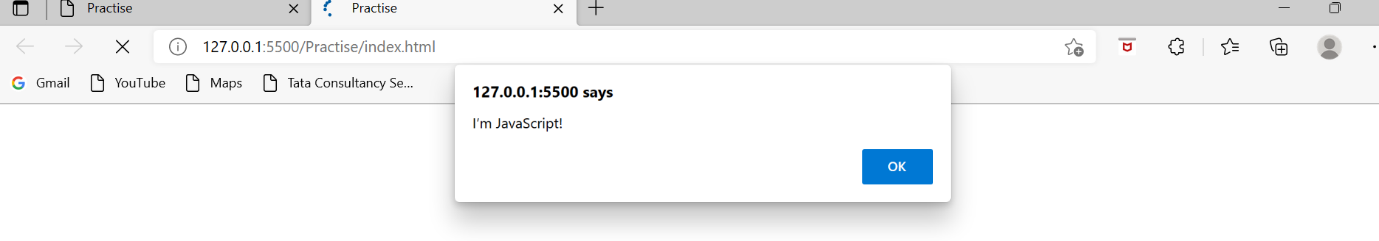 Practise
Practise
127.0.0.1:5500/Practise/index.html
Gmail YouTube Maps Tata Consultancy Se...
127.0.0.1:5500 says
I'm JavaScript!
OK